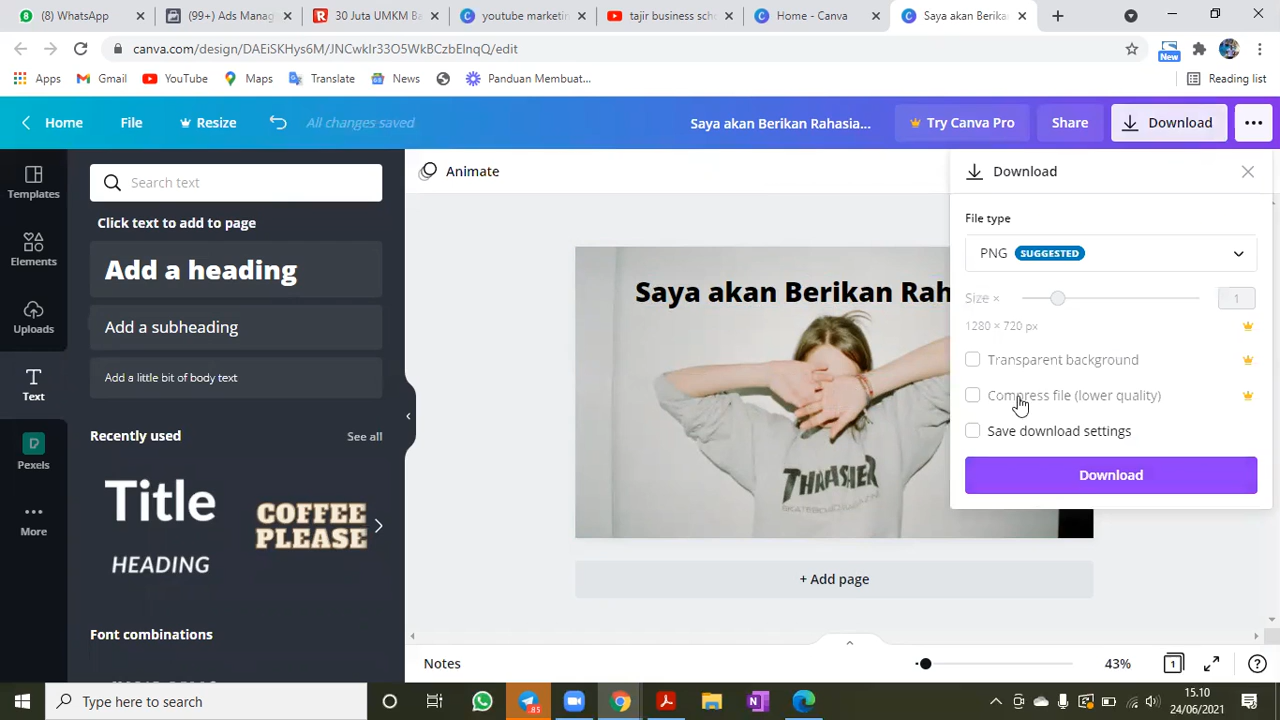 (8) WhatsApp
(99+) Ads Manag
30 Juta UMKM Ba
youtube marketin
tajir business sch
Home - Canva
Saya akan Berika
canva.com/design/DAEiSKHys6M/JNCwkIr33O5WkBCzbElnqQ/edit
New
Apps
Gmail
YouTube
Maps
Translate
News
Panduan Membuat...
Reading list
Home
File
Resize
All changes saved
Saya akan Berikan Rahasia...
Try Canva Pro
Share
Download
Templates
Elements
Uploads
Text
Pexels
More
Search text
Click text to add to page
Add a heading
Add a subheading
Add a little bit of body text
Recently used
See all
Title
HEADING
COFFEE
PLEASE
Font combinations
Animate
Saya akan Berikan Rah
THRASHER
+ Add page
Download
File type
PNG
SUGGESTED
Size ×
1
1280 × 720 px
Transparent background
Compress file (lower quality)
Save download settings
Download
Notes
43%
1
Type here to search
.85
15.10
24/06/2021